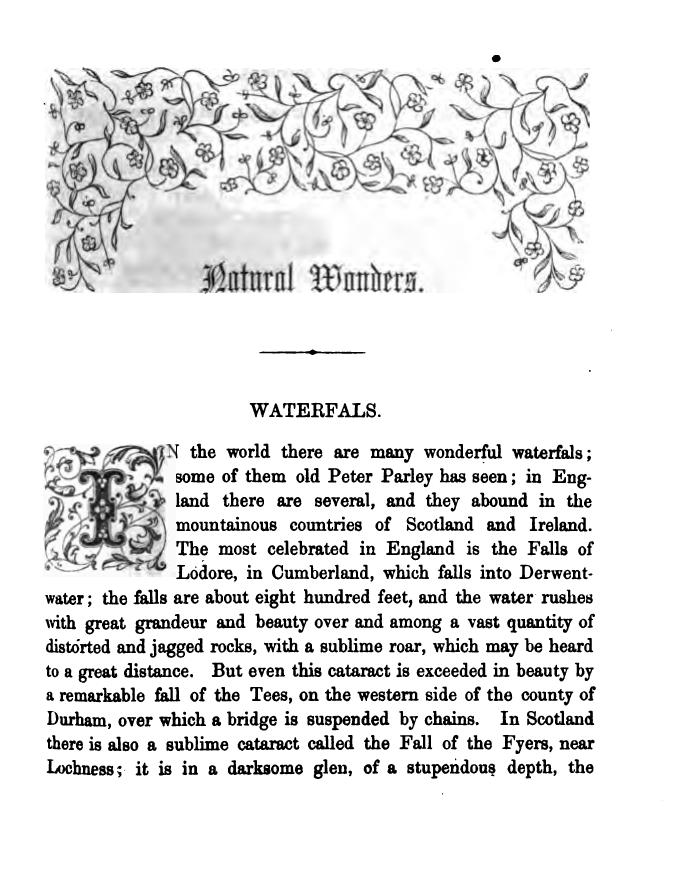 Natural Wonders.
WATERFALS.
IN the world there are many wonderful waterfals;
some of them old Peter Parley has seen; in Eng-
land there are several, and they abound in the
mountainous countries of Scotland and Ireland.
The most celebrated in England is the Falls of
Lodore, in Cumberland, which falls into Derwent-
water; the falls are about eight hundred feet, and the water rushes
with great grandeur and beauty over and among a vast quantity of
distorted and jagged rocks, with a sublime roar, which may be heard
to a great distance. But even this cataract is exceeded in beauty by
a remarkable fall of the Tees, on the western side of the county of
Durham, over which a bridge is suspended by chains. In Scotland
there is also a sublime cataract called the Fall of the Fyers, near
Lochness; it is in a darksome glen, of a stupendous depth, the